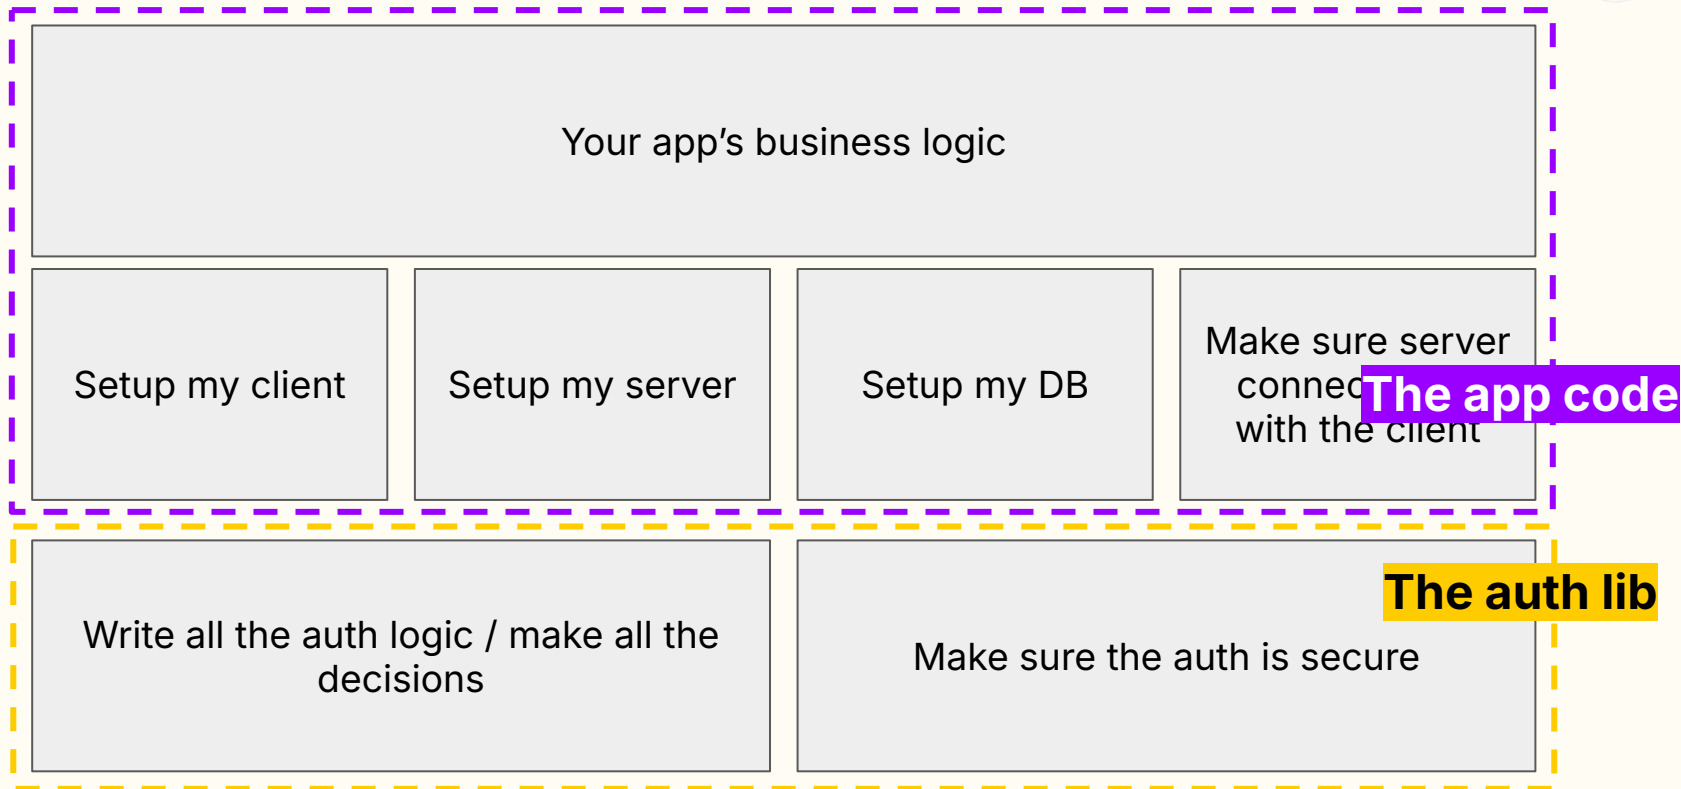 Your app’s business logic
Setup my client
Setup my server
Setup my DB
Make sure server
with the client
The app code
Write all the auth logic / make all the
decisions
Make sure the auth is secure
The auth lib